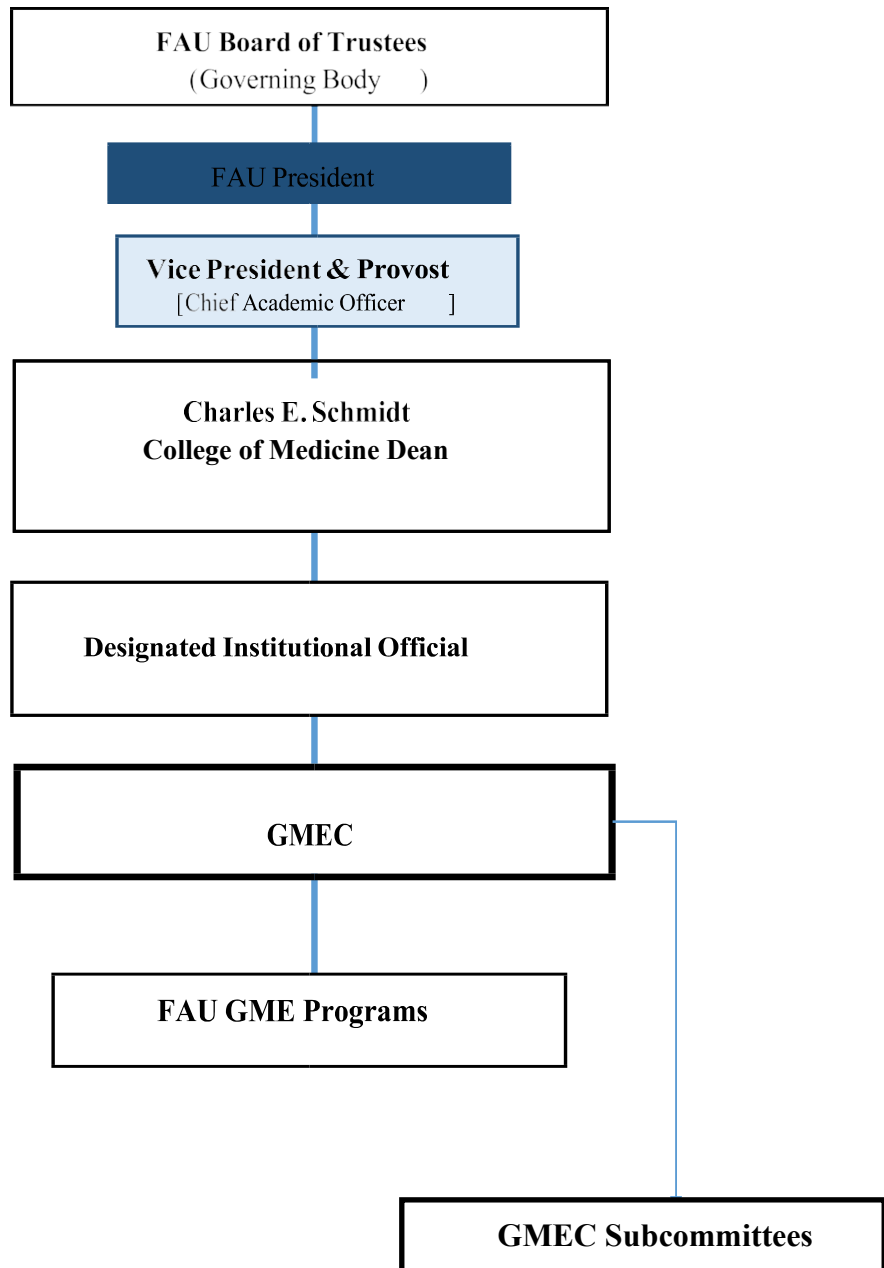 FAU Board of Trustees
(Governing Body )
FAU President
Vice President & Provost
[Chief Academic Officer ]
Charles E. Schmidt
College of Medicine Dean
Designated Institutional Official
GMEC
FAU GME Programs
GMEC Subcommittees